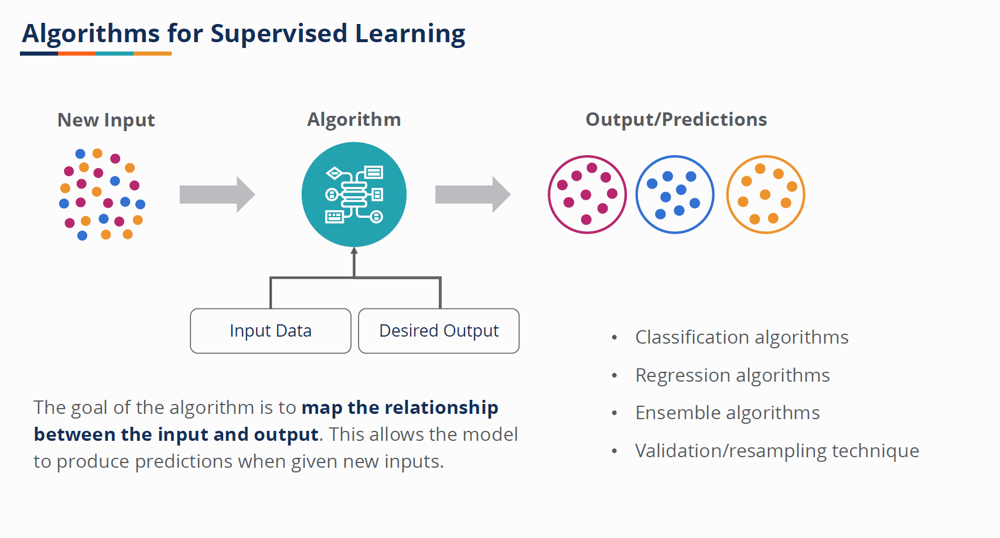 Algorithms for Supervised Learning
New Input
Algorithm
Output/Predictions
Input Data
Desired Output
The goal of the algorithm is to map the relationship
between the input and output. This allows the model
to produce predictions when given new inputs.
• Classification algorithms
• Regression algorithms
• Ensemble algorithms
• Validation/resampling technique